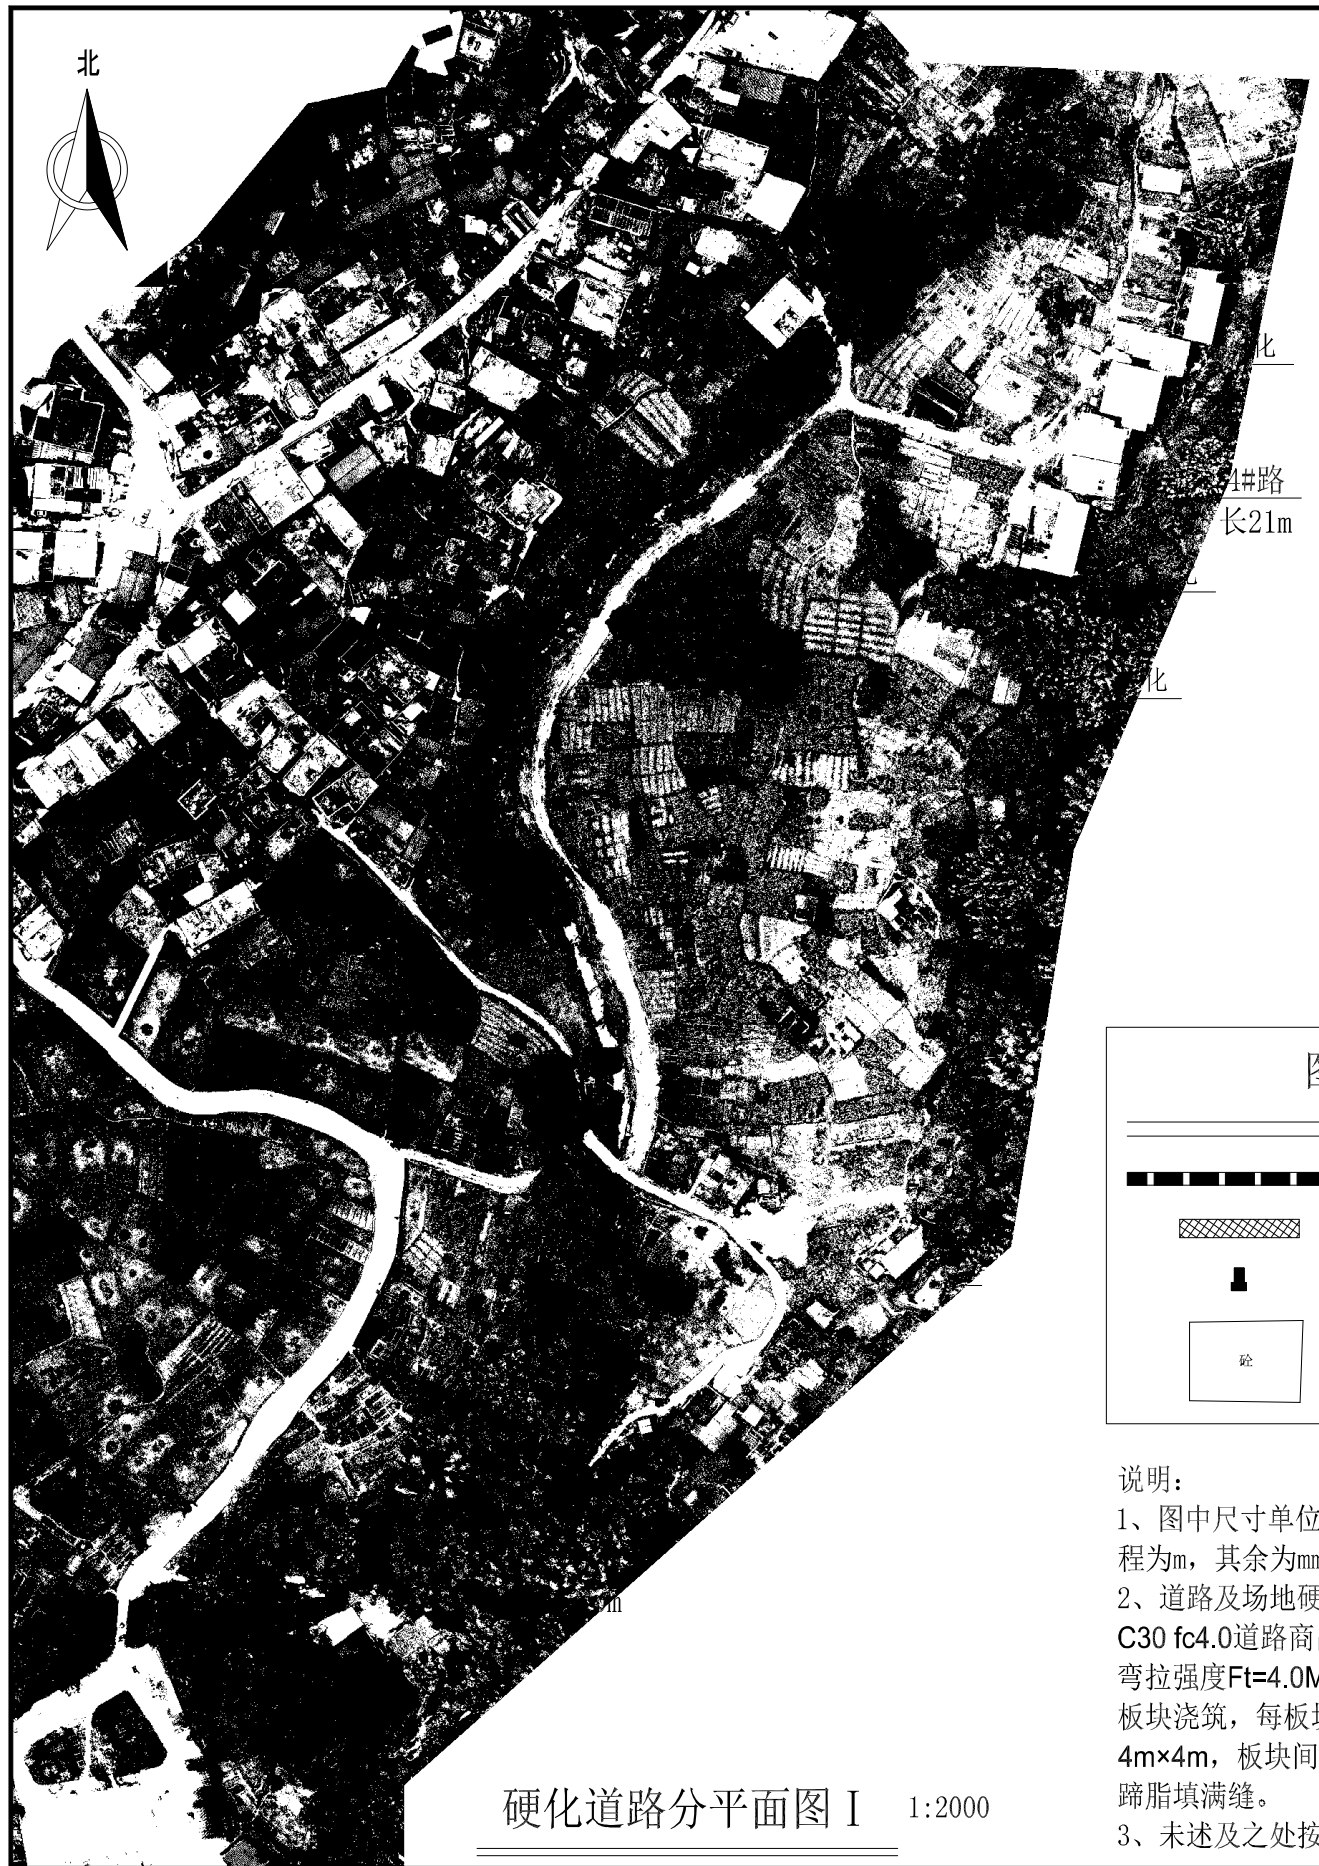 北
化
4#路
长21m
化
m
砼
说明：
1、图中尺寸单位
程为m，其余为mm
2、道路及场地硬
C30 fc4.0道路商
弯拉强度Ft=4.0M
板块浇筑，每板块
4m×4m，板块间
蹄脂填满缝。
3、未述及之处按
硬化道路分平面图Ⅰ 1:2000